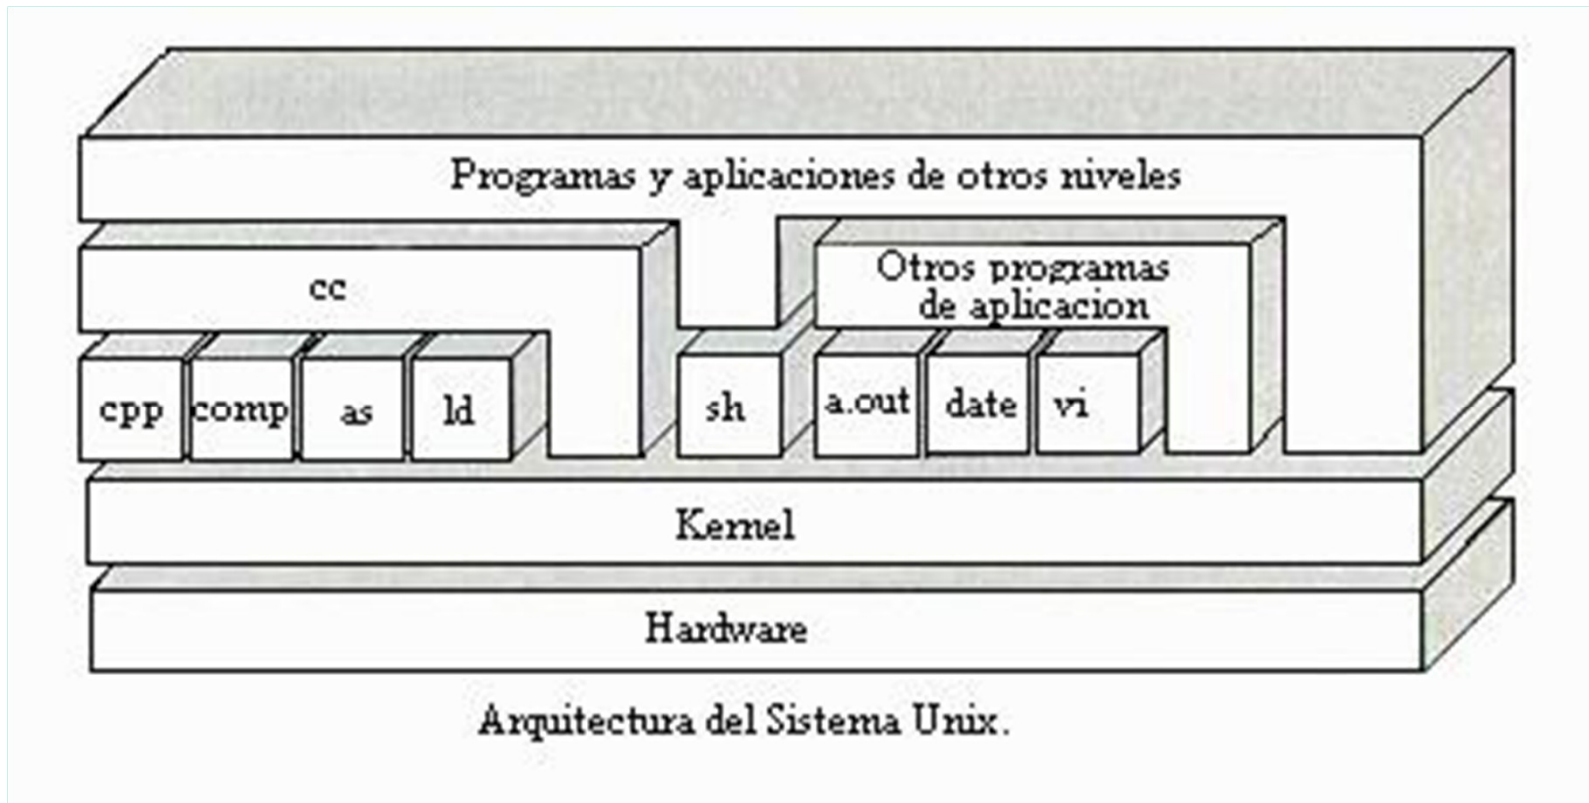 Programas y aplicaciones de otros niveles
cc
Otros programas
de aplicacion
cpp
comp
as
ld
sh
a.out
date
vi
Kernel
Hardware
Arquitectura del Sistema Unix.